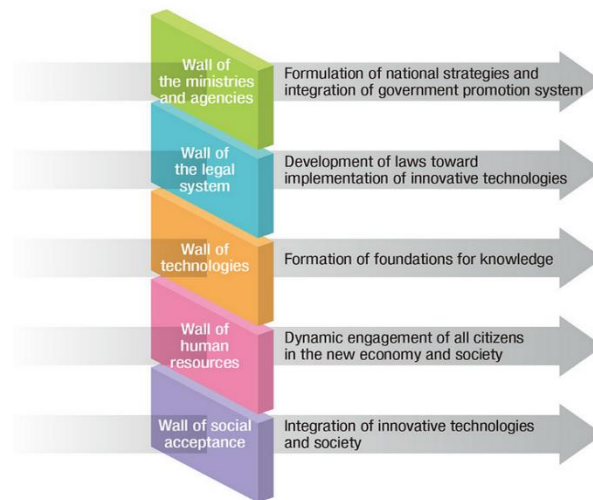 Wall of
the ministries
and agencies
Formulation of national strategies and
integration of government promotion system
Wall of
the legal
system
Development of laws toward
implementation of innovative technologies
Wall of
technologies
Formation of foundations for knowledge
Wall of
human
resources
Dynamic engagement of all citizens
in the new economy and society
Wall of social
acceptance
Integration of innovative technologies
and society